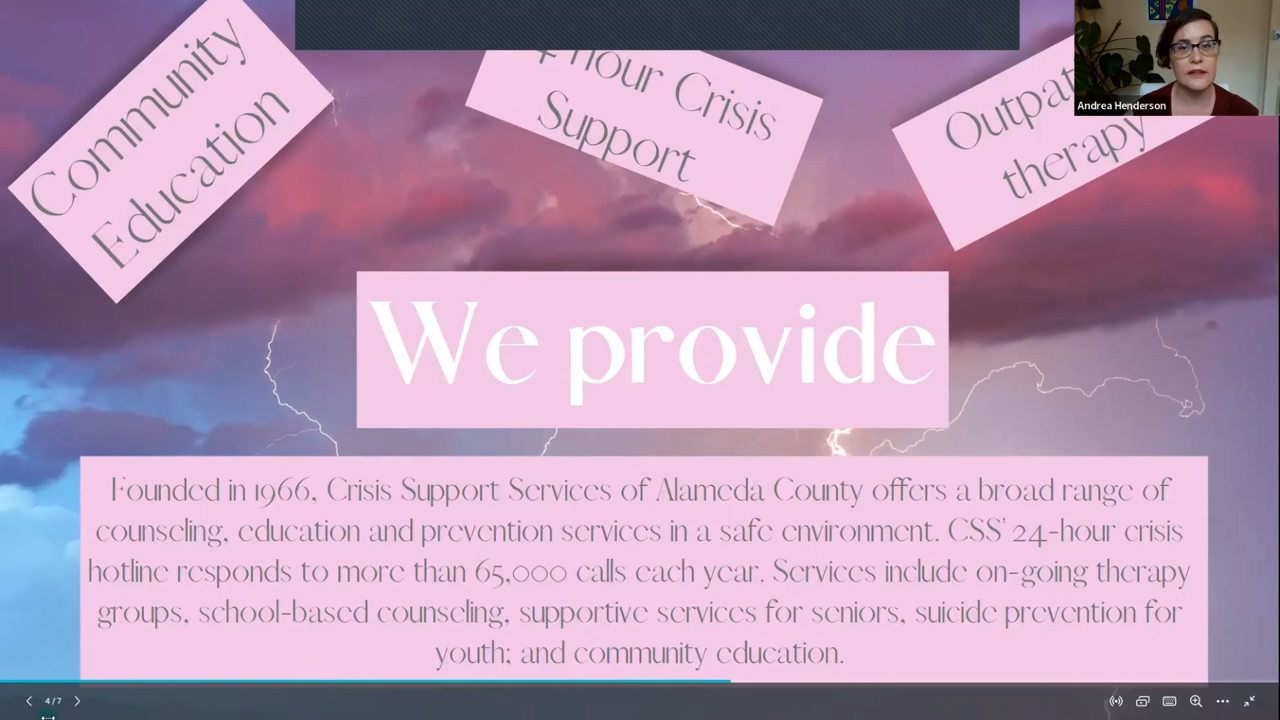 Community
Education
hour Crisis
Support
therapy
Andrea Henderson
We provide
Founded in 1966, Crisis Support Services of Alameda County offers a broad range of
counseling, education and prevention services in a safe environment. CSS' 24-hour crisis
hotline responds to more than 65,000 calls each year. Services include on-going therapy
groups, school-based counseling, supportive services for seniors, suicide prevention for
youth; and community education.
4/7